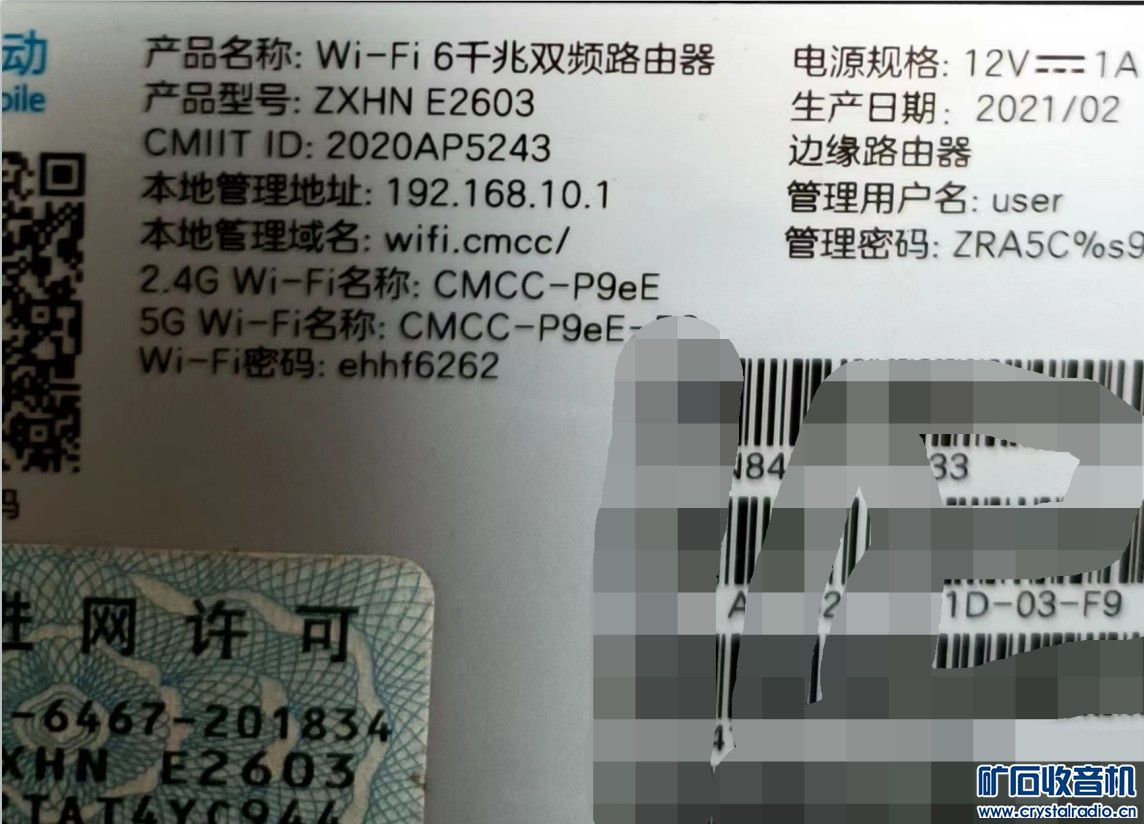 动
bile
产品名称: Wi-Fi 6千兆双频路由器
产品型号: ZXHN E2603
CMIIT ID: 2020AP5243
本地管理地址: 192.168.10.1
本地管理域名: wifi.cmcc/
2.4G Wi-Fi名称: CMCC-P9eE
5G Wi-Fi名称: CMCC-P9eE-
Wi-Fi密码: ehhf6262
电源规格: 12V 1A
生产日期: 2021/02
边缘路由器
管理用户名: user
管理密码: ZRA5C%s9
码
84 33
A 2 1D-03-F9
4
网许可
-6467-201834
XHN E2603
TAT4YC944
矿石收音机
www.crystalradio.cn